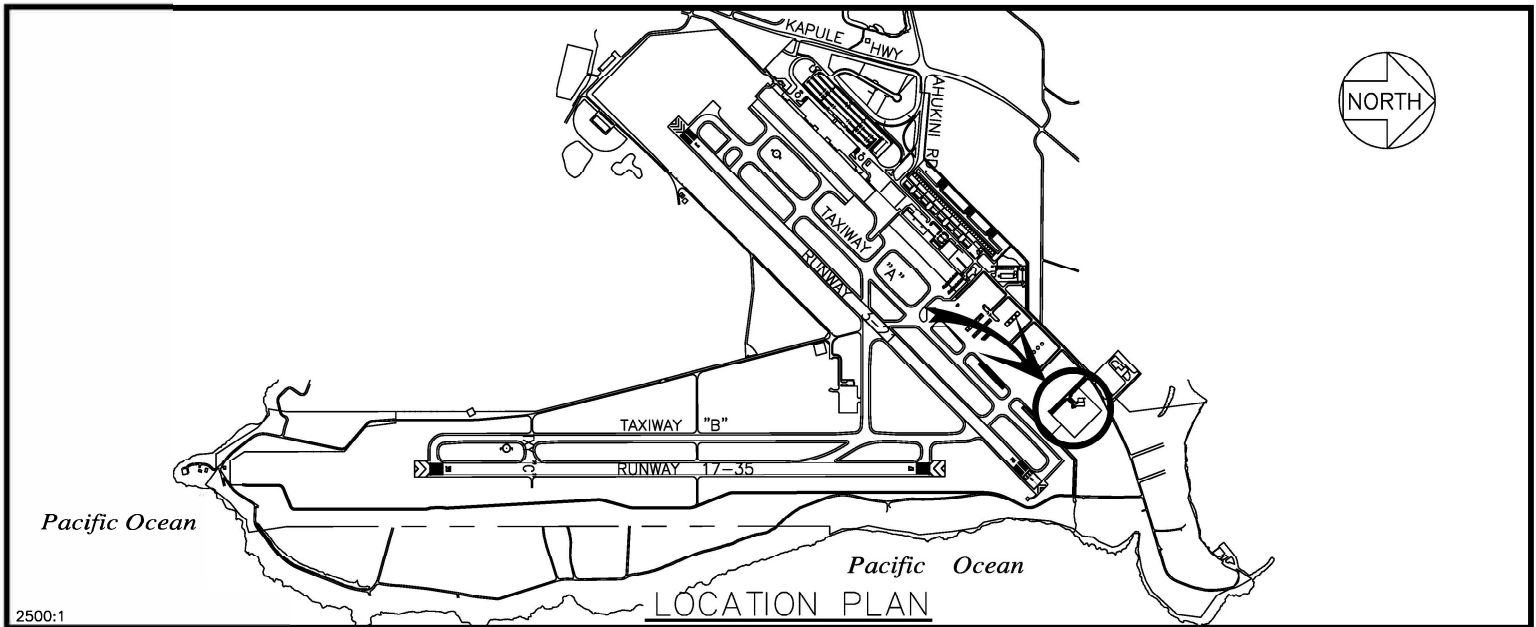 KAPULE HWY
AHUKINI RD
NORTH
TAXIWAY "A"
RUNWAY
TAXIWAY "B"
RUNWAY 17-35
Pacific Ocean
Pacific Ocean
LOCATION PLAN
2500:1